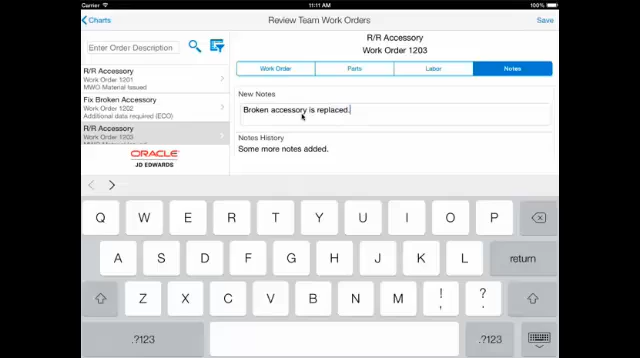 Carrier
11:11 AM
100%
Charts
Review Team Work Orders
Save
Enter Order Description
R/R Accessory
Work Order 1201
MWO Material Issued
Fix Broken Accessory
Work Order 1202
Additional data required (ECO)
R/R Accessory
Work Order 1203
ORACLE
JD EDWARDS
R/R Accessory
Work Order 1203
Work Order
Parts
Labor
Notes
New Notes
Broken accessory is replaced.
Notes History
Some more notes added.
Q W E R T Y U I O P
A S D F G H J K L return
Z X C V B N M ! , ? .
.?123 .?123